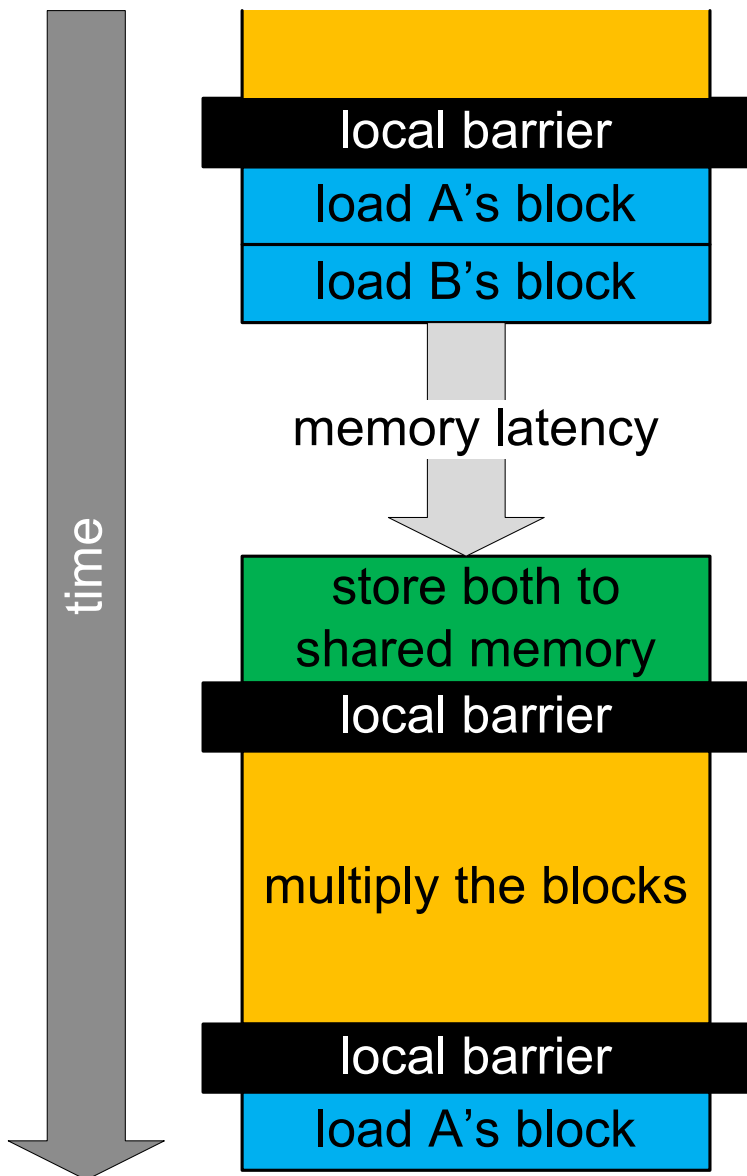 local barrier
load A’s block
load B’s block
memory latency
time
store both to
shared memory
local barrier
multiply the blocks
local barrier
load A’s block